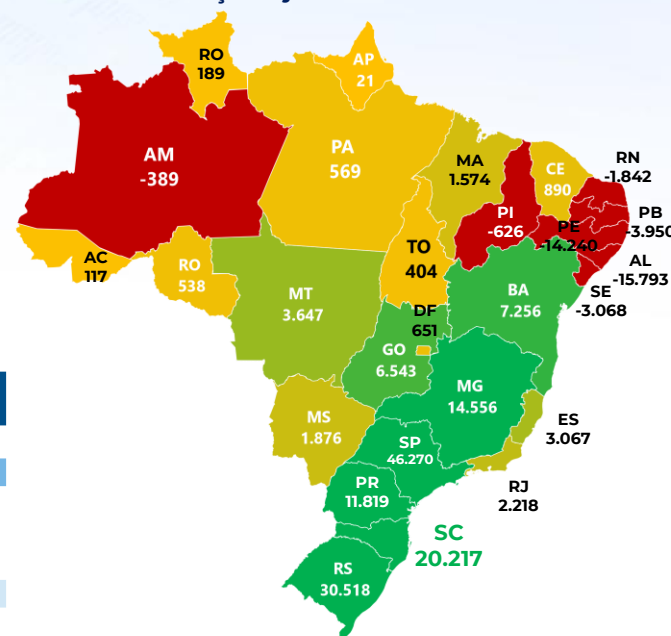 RO
189
AP
21
AM
-389
PA
569
MA
1.574
CE
890
RN
-1.842
PI
-626
PE
-14.240
PB
-3.950
AL
-15.793
SE
-3.068
AC
117
RO
538
TO
404
MT
3.647
BA
7.256
DF
651
GO
6.543
MG
14.556
MS
1.876
ES
3.067
SP
46.270
RJ
2.218
PR
11.819
SC
20.217
RS
30.518